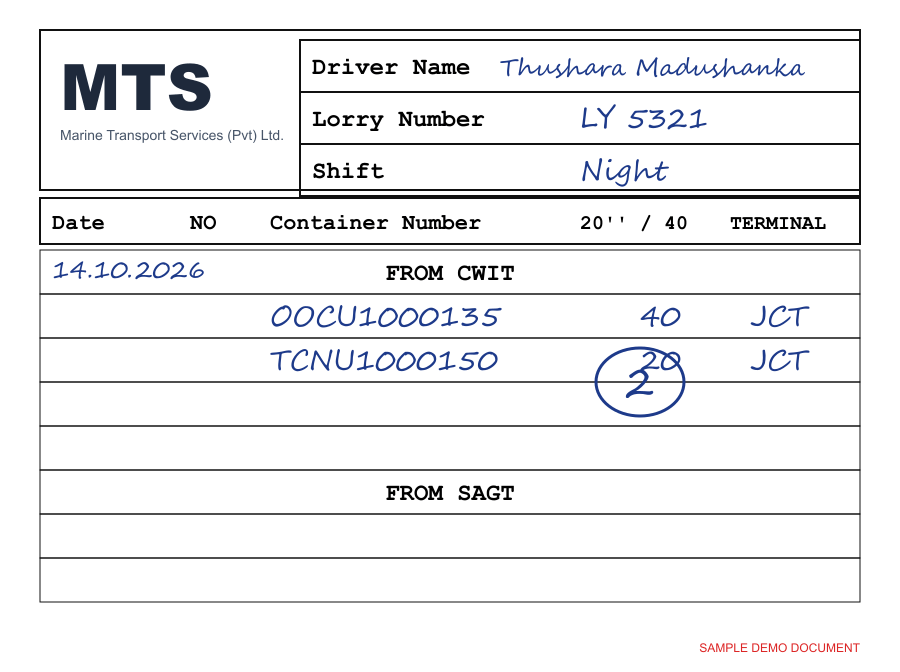 MTS
Marine Transport Services (Pvt) Ltd.
Driver Name Thushara Madushanka
Lorry Number LY 5321
Shift Night
Date NO Container Number 20'' / 40 TERMINAL
14.10.2026 FROM CWIT
OOCU1000135 40 JCT
TCNU1000150 20 JCT
2
FROM SAGT
SAMPLE DEMO DOCUMENT